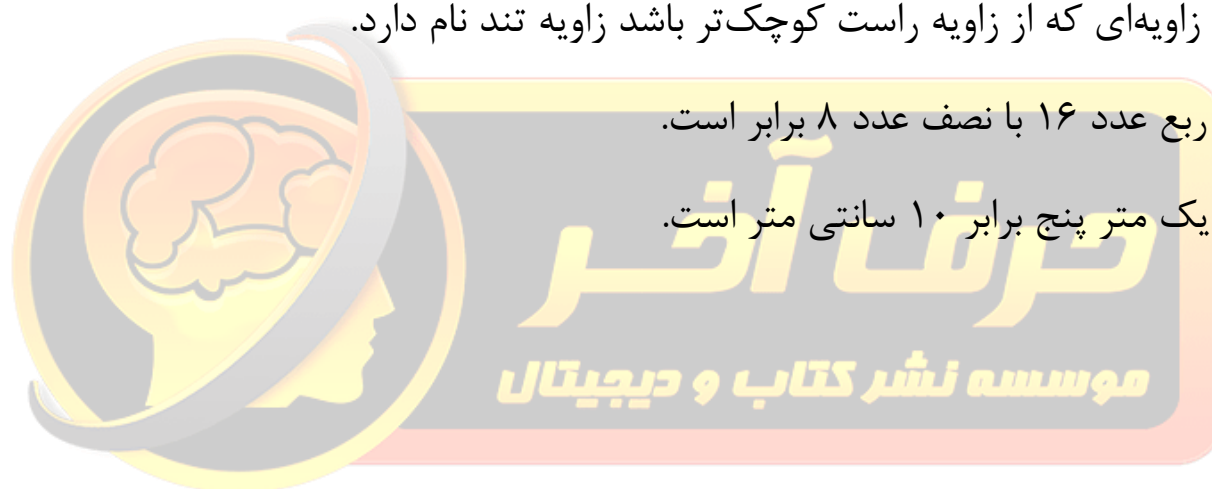 زاویه‌ای که از زاویه راست کوچک‌تر باشد زاویه تند نام دارد.
ربع عدد ۱۶ با نصف عدد ۸ برابر است.
یک متر پنج برابر ۱۰ سانتی متر است.
حرف آخر
موسسه نشر کتاب و دیجیتال